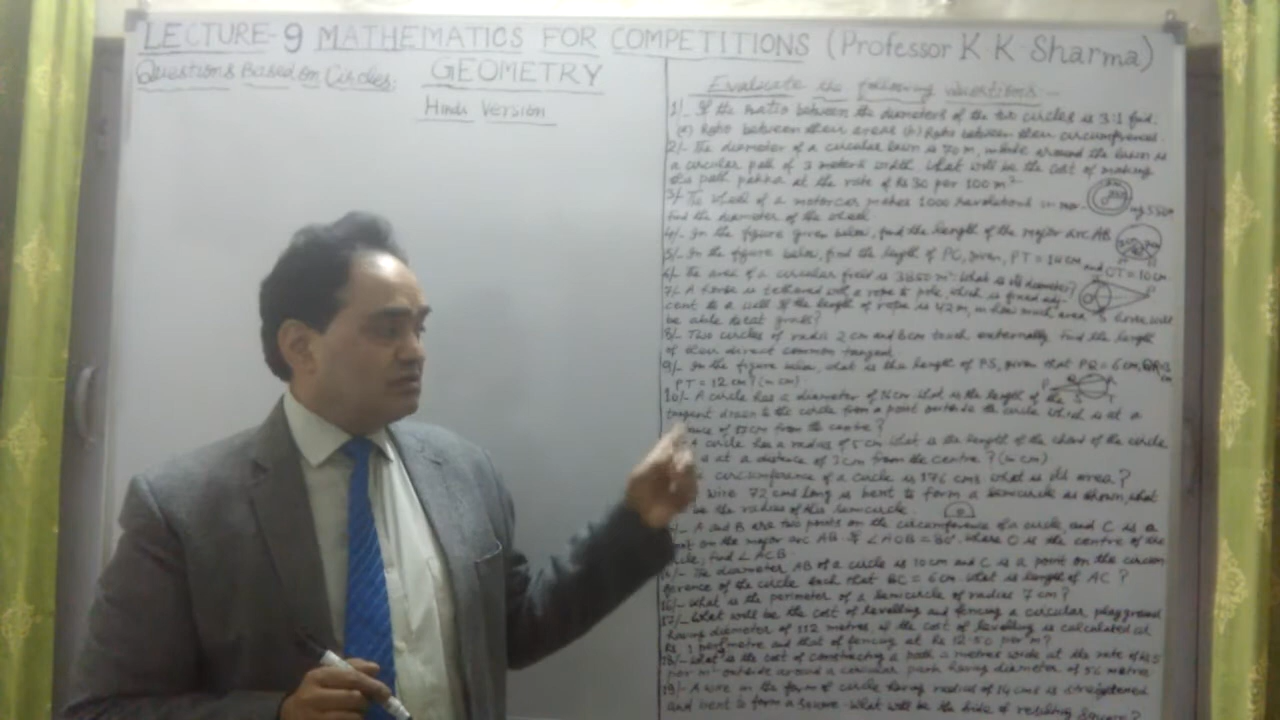 LECTURE-9 MATHEMATICS FOR COMPETITIONS (Professor K K Sharma)
Questions Based on Circles:
GEOMETRY
Hindi Version
Evaluate the following Questions:-
1/- If the ratio between the diameters of the two circles is 3:1 find:
(a) Ratio between their areas (b) Ratio between their circumferences.
2/- The diameter of a circular lawn is 70 m, around the lawn is
a circular path of 3 meters width what will be the cost of making
path pakka at the rate of Rs 30 per 100 m²
3/- The wheel of a motorcar makes 1000 revolutions in
find the diameter of the wheel
4/- In the figure given below, find the length of the major arc AB
5/- In the figure below, find the length of PO, given, PT = 14 cm and OT = 10 cm
6/- The area of a circular field is 3850 m². What is its diameter?
7/- A horse is tethered with a rope to pole, which is fixed adj-
cent to a wall if the length of rope is 42 m, in how much area horse will
be able to eat grass?
8/- Two circles of radii 2 cm and 8 cm touch externally find the length
of their direct common tangent.
9/- In the figure what is the length of PS, given that PQ = 6 cm,
PT = 12 cm? (in cm)
10/- A circle has a diameter of 16 cm what is the length of the
tangent drawn to the circle from a point outside the circle which is at a
from the centre?
A circle has a radius of 5 cm what is the length of the chord of the circle
is at a distance of 3 cm from the centre? (in cm)
circumference of a circle is 176 cms what is its area?
wire 72 cms long is bent to form a semicircle as shown, what
be the radius of this semicircle.
A and B are two points on the circumference of a circle and C is a
on the major arc AB. If ∠AOB = 80°. where O is the centre of the
find ∠ACB
The diameter AB of a circle is 10 cm and C is a point on the circum
ference of the circle such that BC = 6 cm. what is length of AC?
16/- What is the perimeter of a semicircle of radius 7 cm?
17/- What will be the cost of levelling and fencing a circular playground
having diameter of 112 metres, if the cost of levelling is calculated at
metre and that of fencing at Rs 12.50 per m?
18/- What is the cost of constructing a path 2 metres wide at the rate of Rs 5
per m² outside around a circular park having diameter of 56 metres
19/- A wire in the form of circle having radius of 14 cms is straightened
and bent to form a square. What will be the side of resulting square?